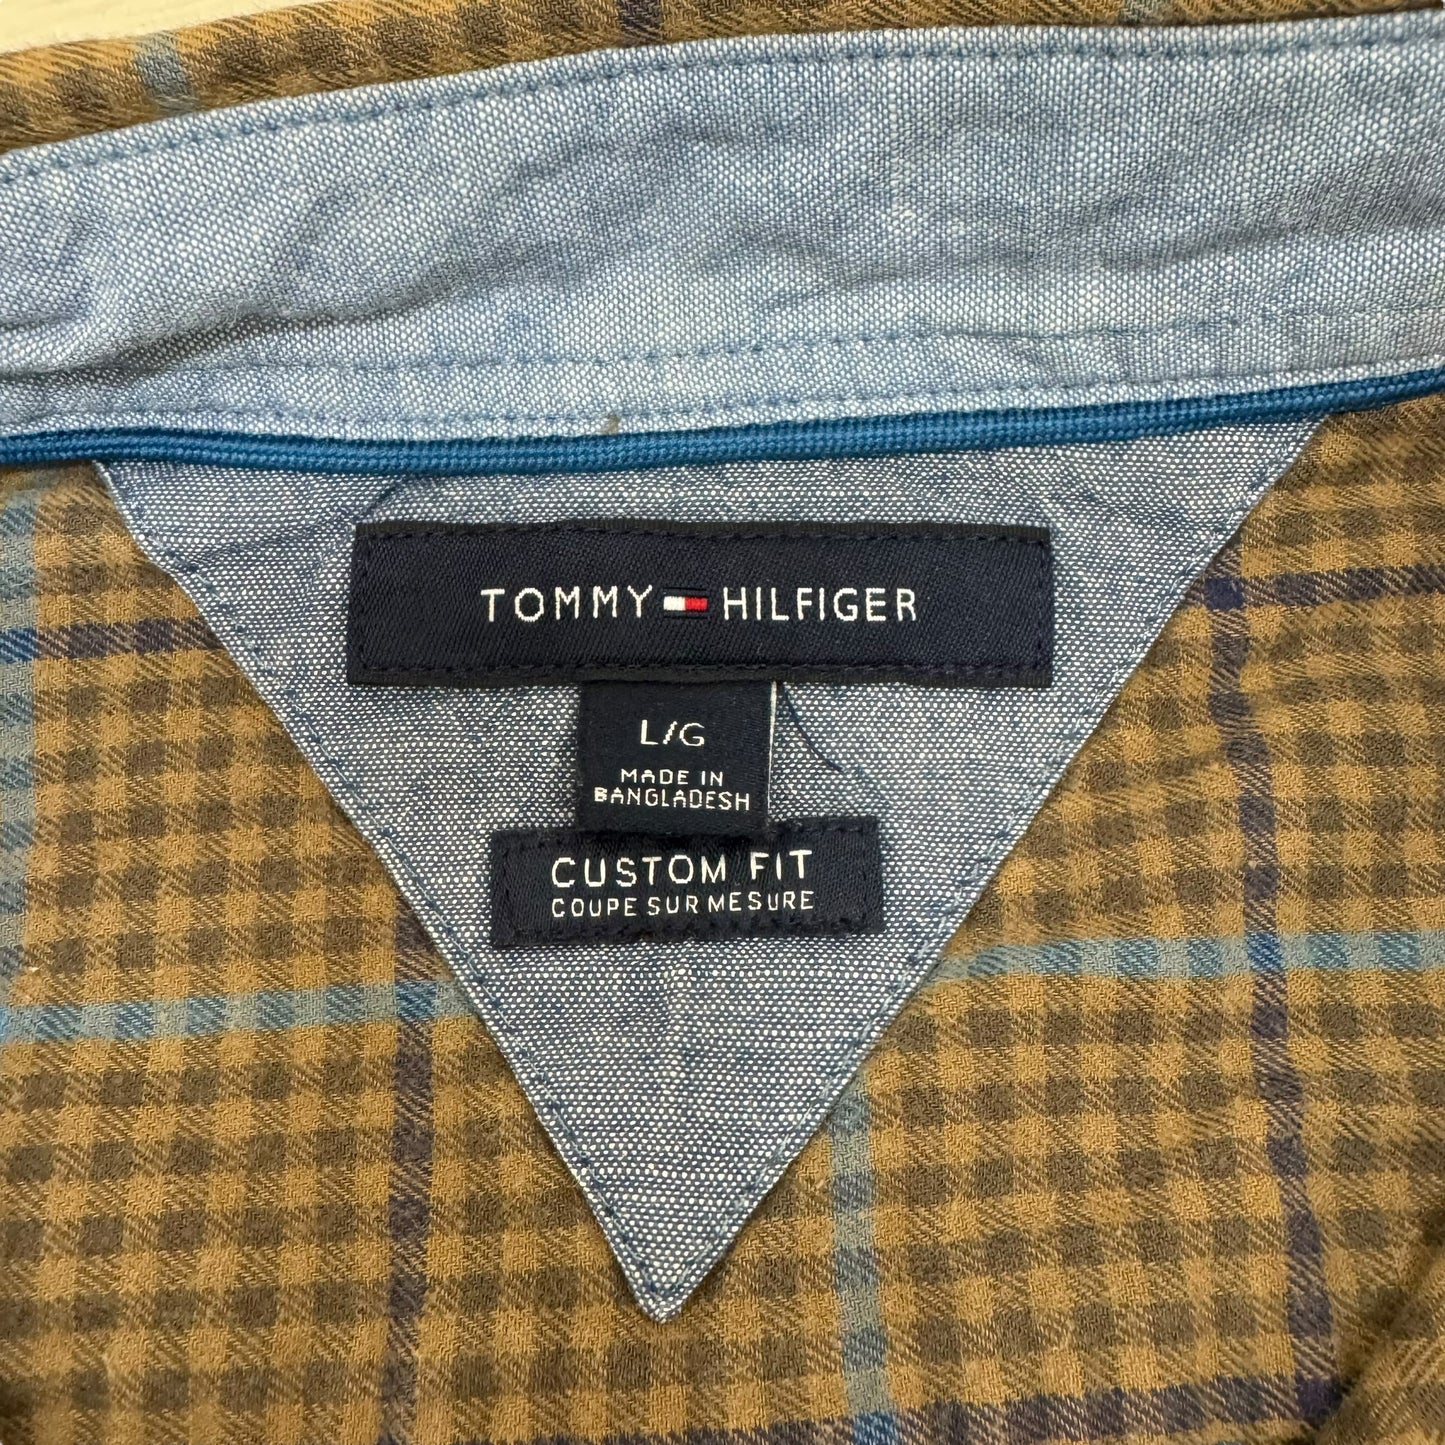 TOMMY HILFIGER
L/G
MADE IN
BANGLADESH
CUSTOM FIT
COUPE SUR MESURE